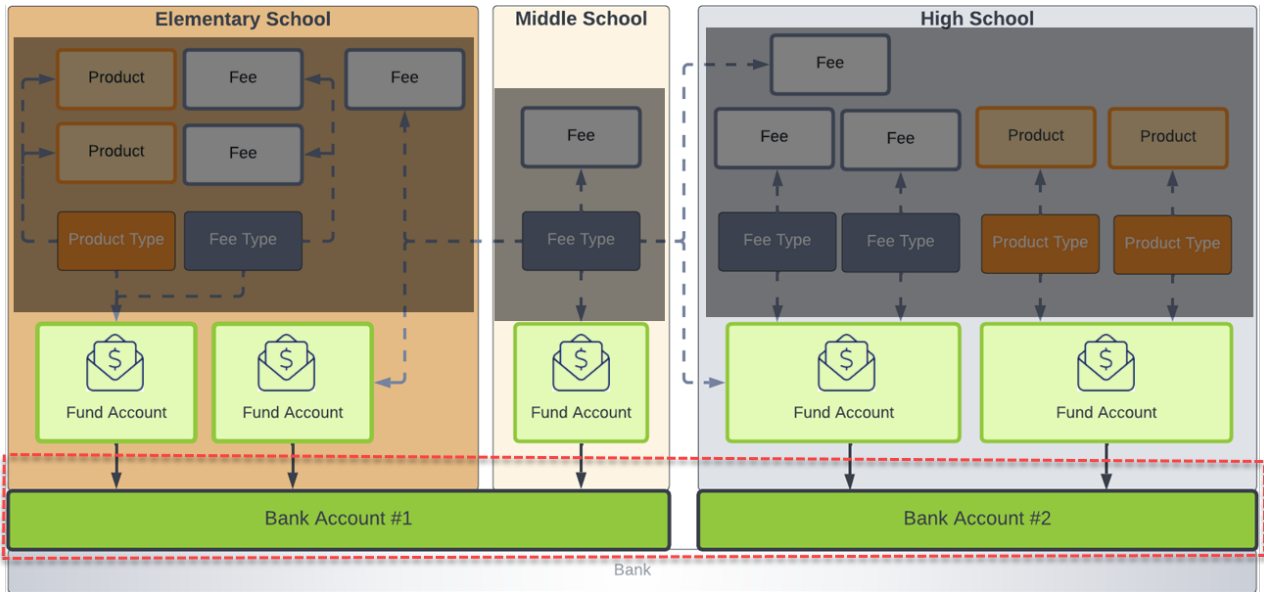 Elementary School
Middle School
High School
Product
Fee
Fee
Product
Fee
Product Type
Fee Type
Fund Account
Fund Account
Fee
Fee Type
Fund Account
Fee
Fee
Fee
Product
Product
Fee Type
Fee Type
Product Type
Product Type
Fund Account
Fund Account
Bank Account #1
Bank Account #2
Bank